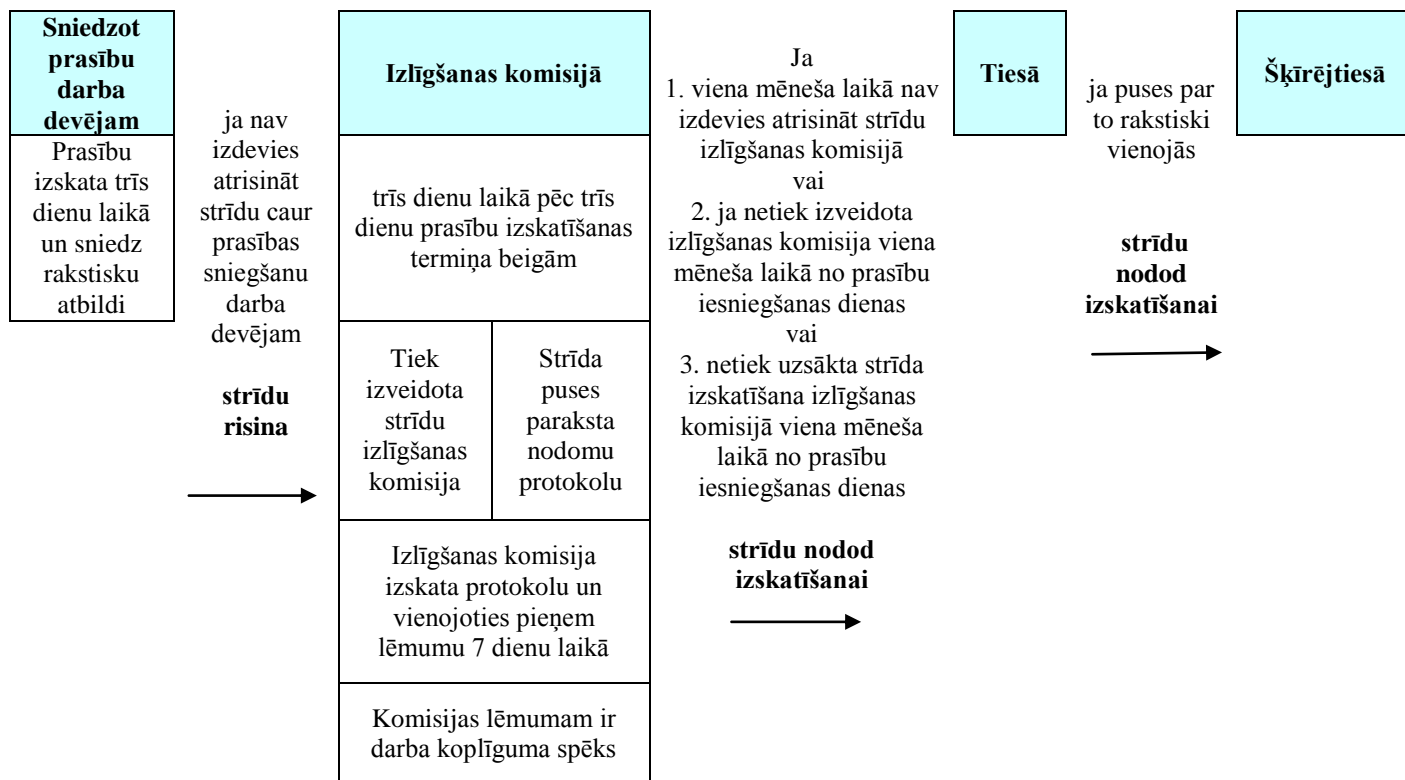 Sniedzot
prasību
darba
devējam
Prasību
izskata trīs
dienu laikā
un sniedz
rakstisku
atbildi
ja nav
izdevies
atrisināt
strīdu caur
prasības
sniegšanu
darba
devējam
strīdu
risina
Izlīgšanas komisijā
trīs dienu laikā pēc trīs
dienu prasību izskatīšanas
termiņa beigām
Tiek
izveidota
strīdu
izlīgšanas
komisija
Strīda
puses
paraksta
nodomu
protokolu
Izlīgšanas komisija
izskata protokolu un
vienojoties pieņem
lēmumu 7 dienu laikā
Komisijas lēmumam ir
darba koplīguma spēks
Ja
1. viena mēneša laikā nav
izdevies atrisināt strīdu
izlīgšanas komisijā
vai
2. ja netiek izveidota
izlīgšanas komisija viena
mēneša laikā no prasību
iesniegšanas dienas
vai
3. netiek uzsākta strīda
izskatīšana izlīgšanas
komisijā viena mēneša
laikā no prasību
iesniegšanas dienas
strīdu nodod
izskatīšanai
Tiesā
ja puses par
to rakstiski
vienojās
strīdu
nodod
izskatīšanai
Šķīrējtiesā